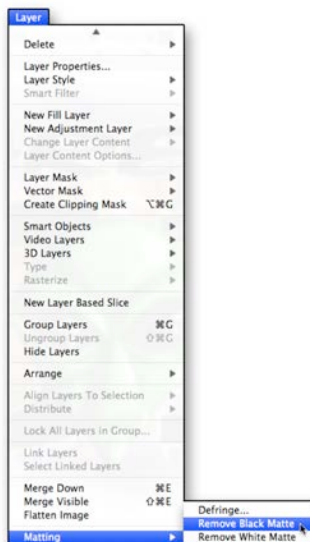 Layer
Delete
Layer Properties...
Layer Style
Smart Filter
New Fill Layer
New Adjustment Layer
Change Layer Content
Layer Content Options...
Layer Mask
Vector Mask
Create Clipping Mask ⌥⌘G
Smart Objects
Video Layers
3D Layers
Type
Rasterize
New Layer Based Slice
Group Layers ⌘G
Ungroup Layers ⇧⌘G
Hide Layers
Arrange
Align Layers To Selection
Distribute
Lock All Layers in Group...
Link Layers
Select Linked Layers
Merge Down ⌘E
Merge Visible ⇧⌘E
Flatten Image
Matting
Defringe...
Remove Black Matte
Remove White Matte